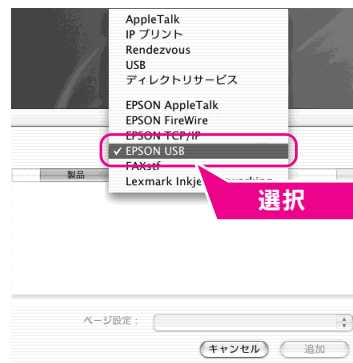 AppleTalk
IP プリント
Rendezvous
USB
ディレクトリサービス
EPSON AppleTalk
EPSON FireWire
EPSON TCP/IP
✓ EPSON USB
FAXstf
Lexmark Inkje
選択
製品
ページ設定：
キャンセル
追加